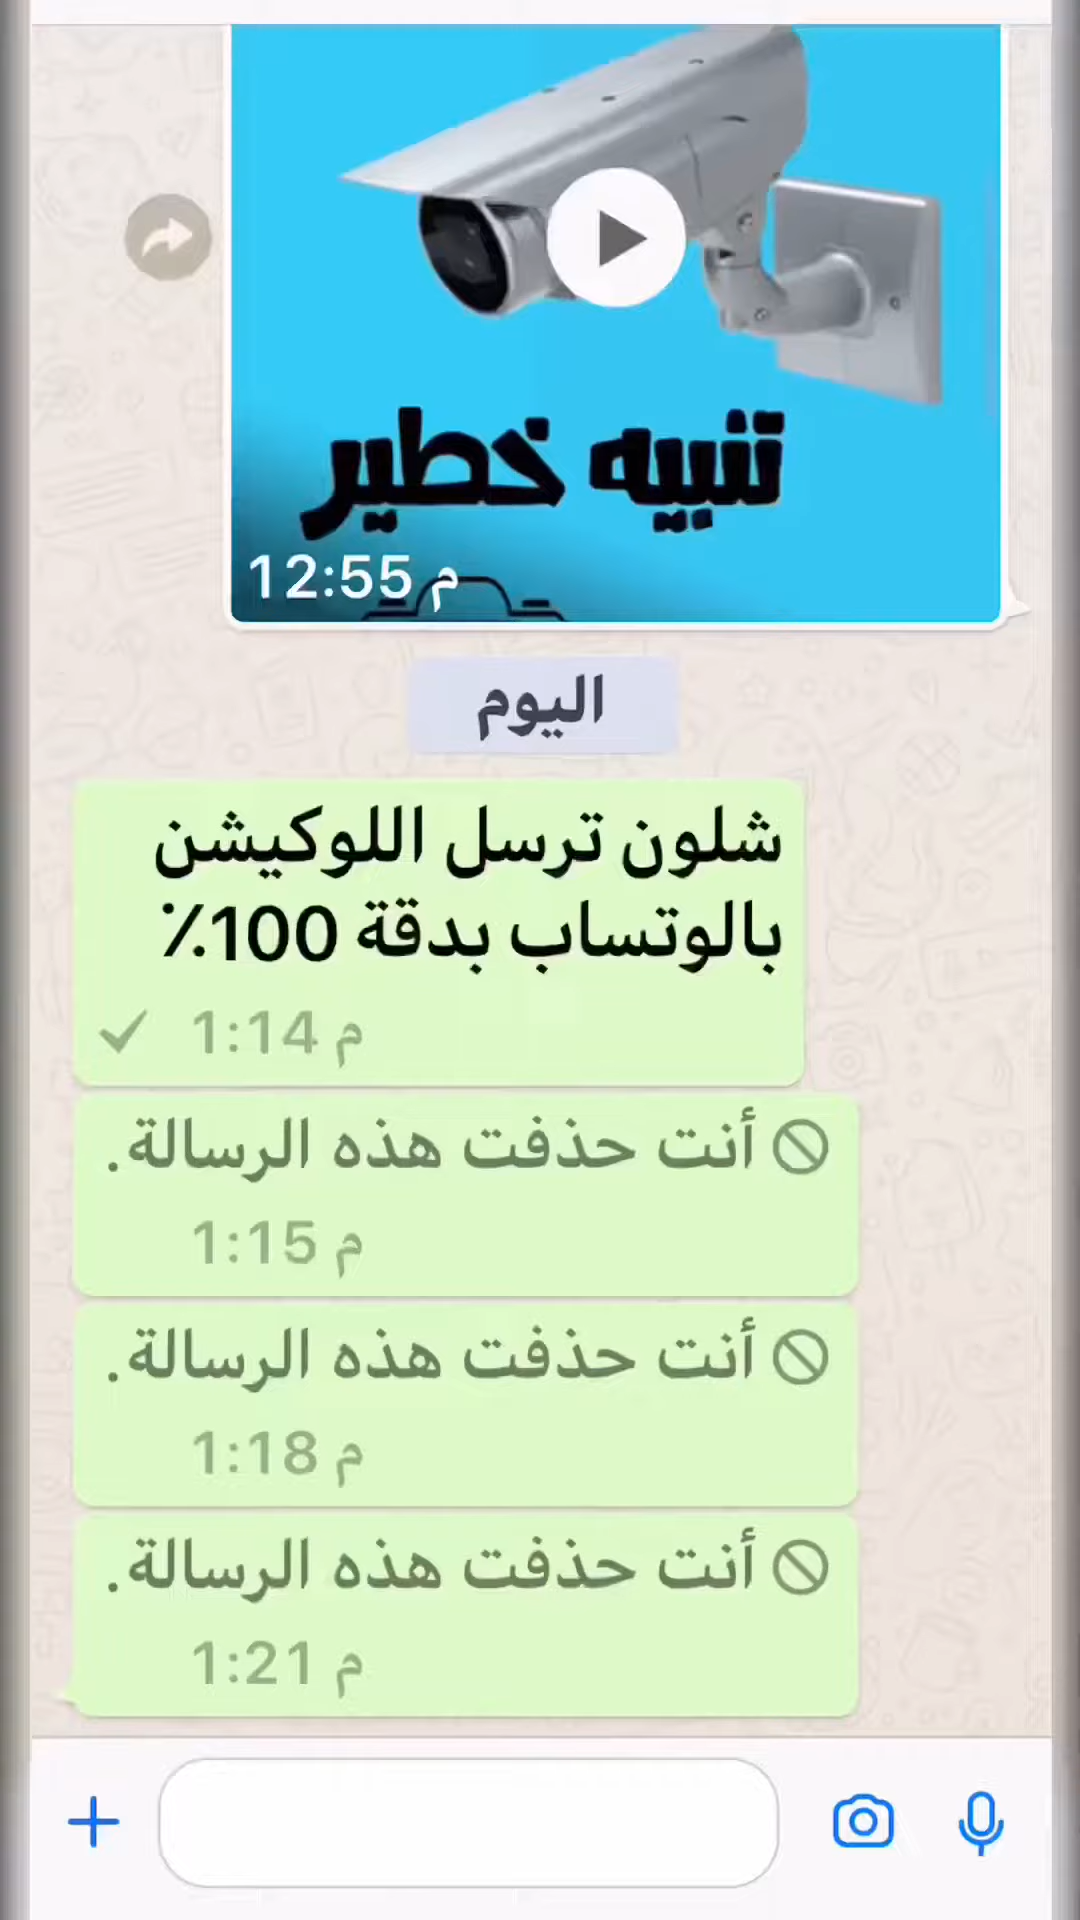 تنبيه خطير
12:55 م
اليوم
شلون ترسل اللوكيشن
بالوتساب بدقة 100٪
1:14 م
أنت حذفت هذه الرسالة.
1:15 م
أنت حذفت هذه الرسالة.
1:18 م
أنت حذفت هذه الرسالة.
1:21 م